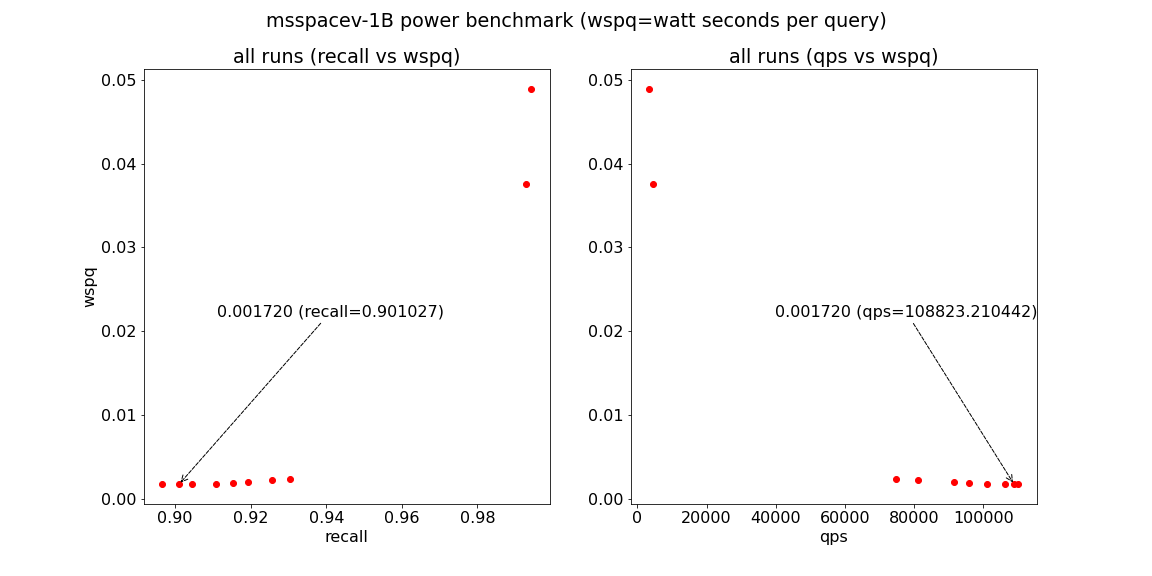 msspacev-1B power benchmark (wspq=watt seconds per query)
all runs (recall vs wspq)
0.05
0.04
0.03
0.02
0.01
0.00
wspq
0.001720 (recall=0.901027)
0.90 0.92 0.94 0.96 0.98
recall
all runs (qps vs wspq)
0.05
0.04
0.03
0.02
0.01
0.00
0.001720 (qps=108823.210442)
0 20000 40000 60000 80000 100000
qps